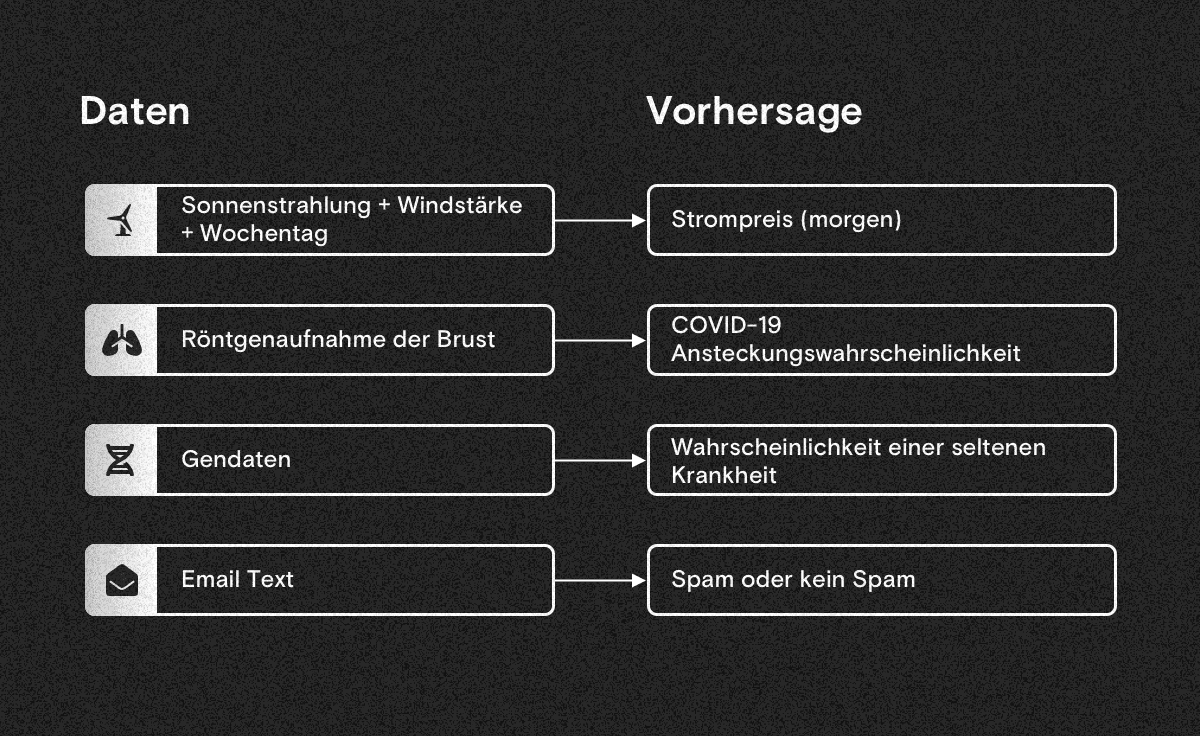 Daten
Vorhersage
Sonnenstrahlung + Windstärke
+ Wochentag
Strompreis (morgen)
Röntgenaufnahme der Brust
COVID-19
Ansteckungswahrscheinlichkeit
Gendaten
Wahrscheinlichkeit einer seltenen
Krankheit
Email Text
Spam oder kein Spam